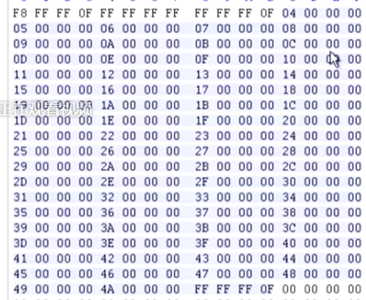 F8 FF FF 0F FF FF FF FF FF FF FF 0F 04 00 00 00
05 00 00 00 06 00 00 00 07 00 00 00 08 00 00 00
09 00 00 00 0A 00 00 00 0B 00 00 00 0C 00 00 00
0D 00 00 00 0E 00 00 00 0F 00 00 00 10 00 00 00
11 00 00 00 12 00 00 00 13 00 00 00 14 00 00 00
15 00 00 00 16 00 00 00 17 00 00 00 18 00 00 00
19 00 00 00 1A 00 00 00 1B 00 00 00 1C 00 00 00
正在观看视频
1D 00 00 00 1E 00 00 00 1F 00 00 00 20 00 00 00
21 00 00 00 22 00 00 00 23 00 00 00 24 00 00 00
25 00 00 00 26 00 00 00 27 00 00 00 28 00 00 00
29 00 00 00 2A 00 00 00 2B 00 00 00 2C 00 00 00
2D 00 00 00 2E 00 00 00 2F 00 00 00 30 00 00 00
31 00 00 00 32 00 00 00 33 00 00 00 34 00 00 00
35 00 00 00 36 00 00 00 37 00 00 00 38 00 00 00
39 00 00 00 3A 00 00 00 3B 00 00 00 3C 00 00 00
3D 00 00 00 3E 00 00 00 3F 00 00 00 40 00 00 00
41 00 00 00 42 00 00 00 43 00 00 00 44 00 00 00
45 00 00 00 46 00 00 00 47 00 00 00 48 00 00 00
49 00 00 00 4A 00 00 00 FF FF FF 0F 00 00 00 00